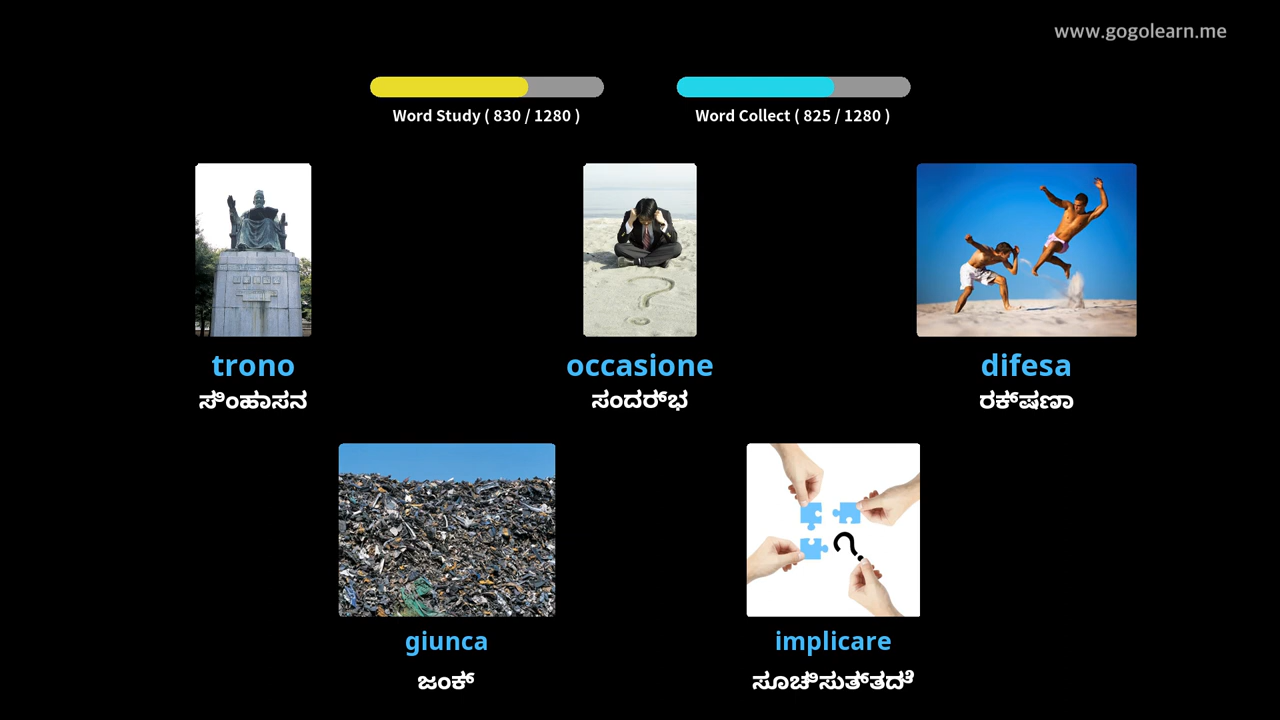 www.gogolearn.me
Word Study ( 830 / 1280 )
Word Collect ( 825 / 1280 )
trono
ಸಿಂಹಾಸನ
occasione
ಸಂದರ್ಭ
difesa
ರಕ್ಷಣಾ
giunca
ಜಂಕ್
implicare
ಸೂಚಿಸುತ್ತದೆ